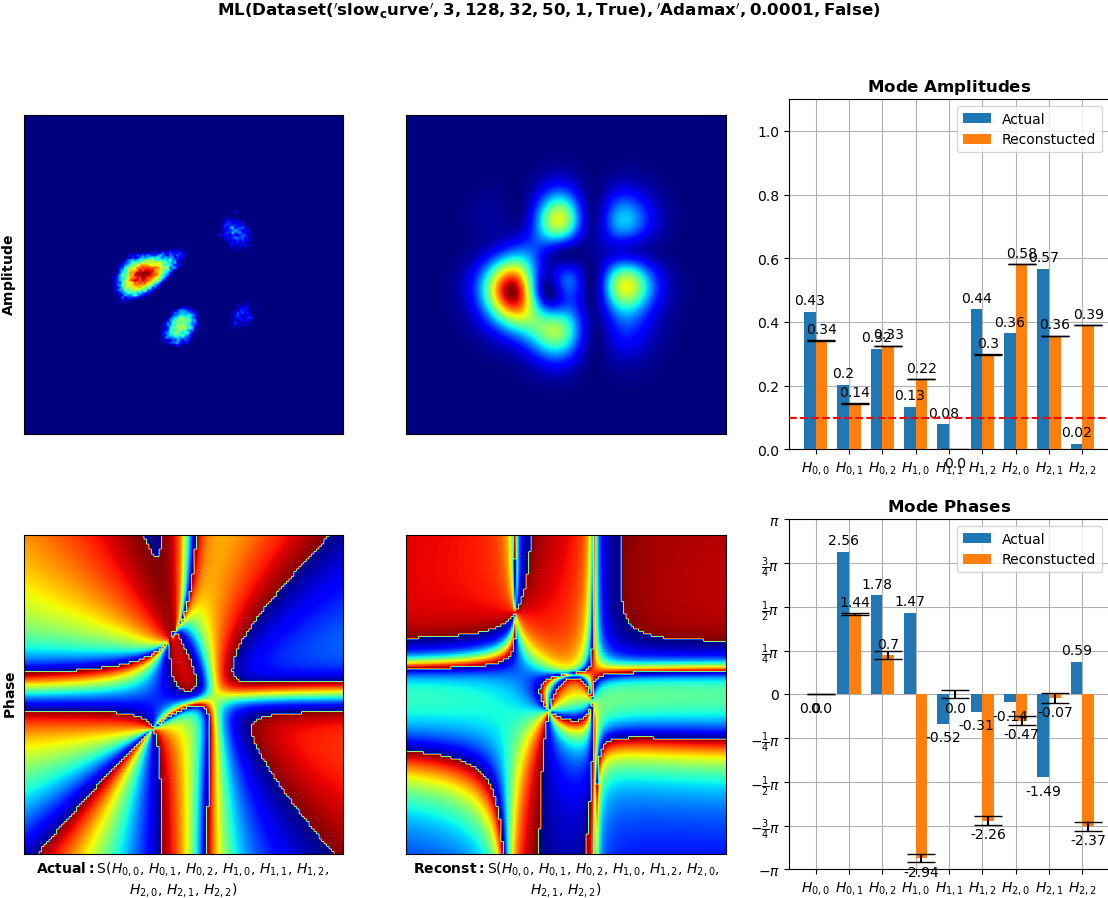 ML(Dataset('slow_curve', 3, 128, 32, 50, 1, True), 'Adamax', 0.0001, False)
Amplitude
Mode Amplitudes
Actual
Reconstucted
1.0
0.8
0.6
0.4
0.2
0.0
0.43
0.34
0.2
0.14
0.32
0.33
0.13
0.22
0.08
0.0
0.44
0.3
0.36
0.58
0.57
0.36
0.02
0.39
H0,0 H0,1 H0,2 H1,0 H1,1 H1,2 H2,0 H2,1 H2,2
Phase
Actual: S(H0,0, H0,1, H0,2, H1,0, H1,1, H1,2,
H2,0, H2,1, H2,2)
Reconst: S(H0,0, H0,1, H0,2, H1,0, H1,2, H2,0,
H2,1, H2,2)
Mode Phases
Actual
Reconstucted
π
3/4π
1/2π
1/4π
0
−1/4π
−1/2π
−3/4π
−π
0.0
0.0
2.56
1.44
1.78
0.7
1.47
-2.94
-0.52
0.0
-0.31
-2.26
-0.14
-0.47
-1.49
-0.07
0.59
-2.37
H0,0 H0,1 H0,2 H1,0 H1,1 H1,2 H2,0 H2,1 H2,2